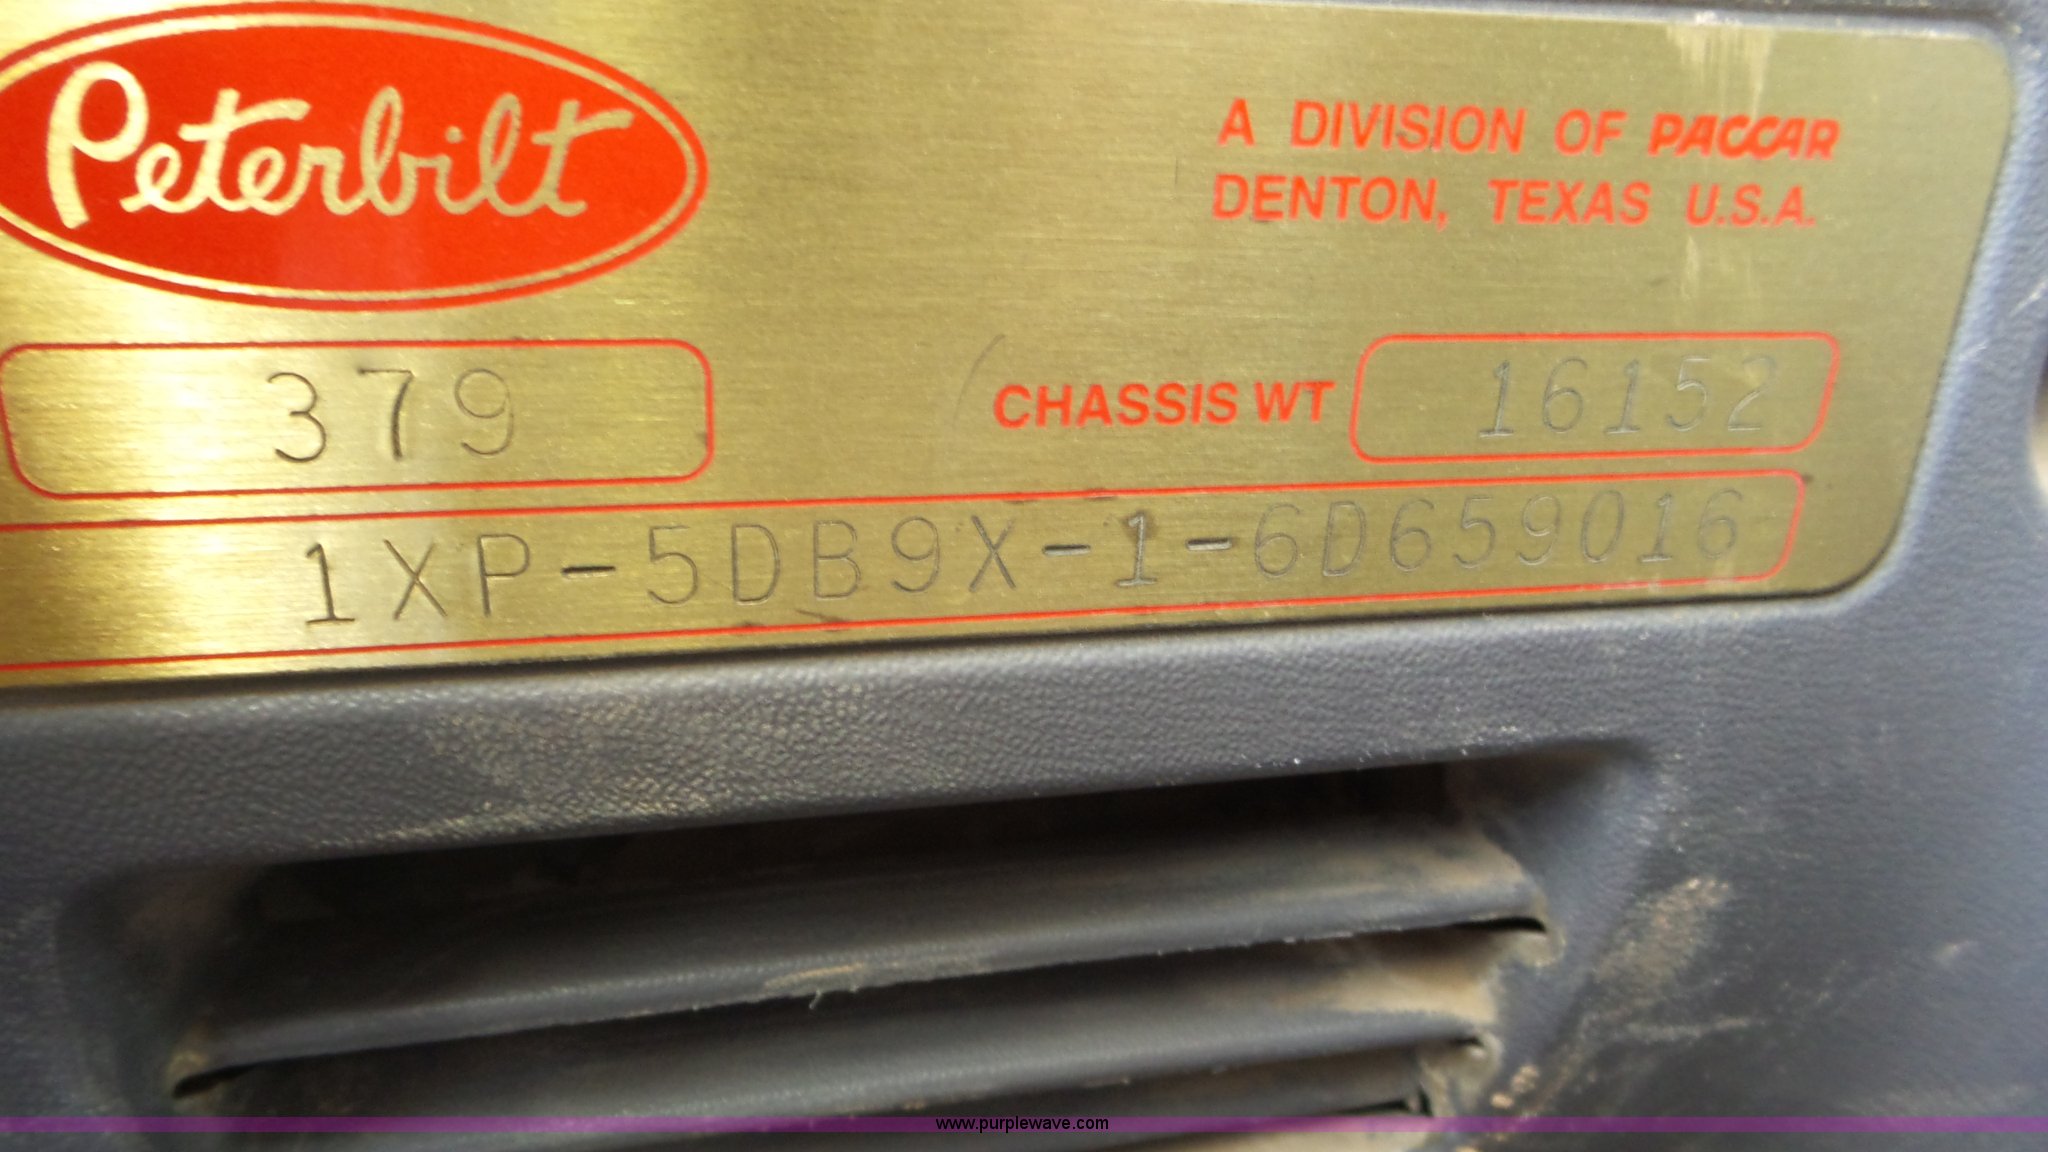 Peterbilt
A DIVISION OF PACCAR
DENTON, TEXAS U.S.A.
379
CHASSIS WT 16152
1XP-5DB9X-1-6D659016
www.purplewave.com